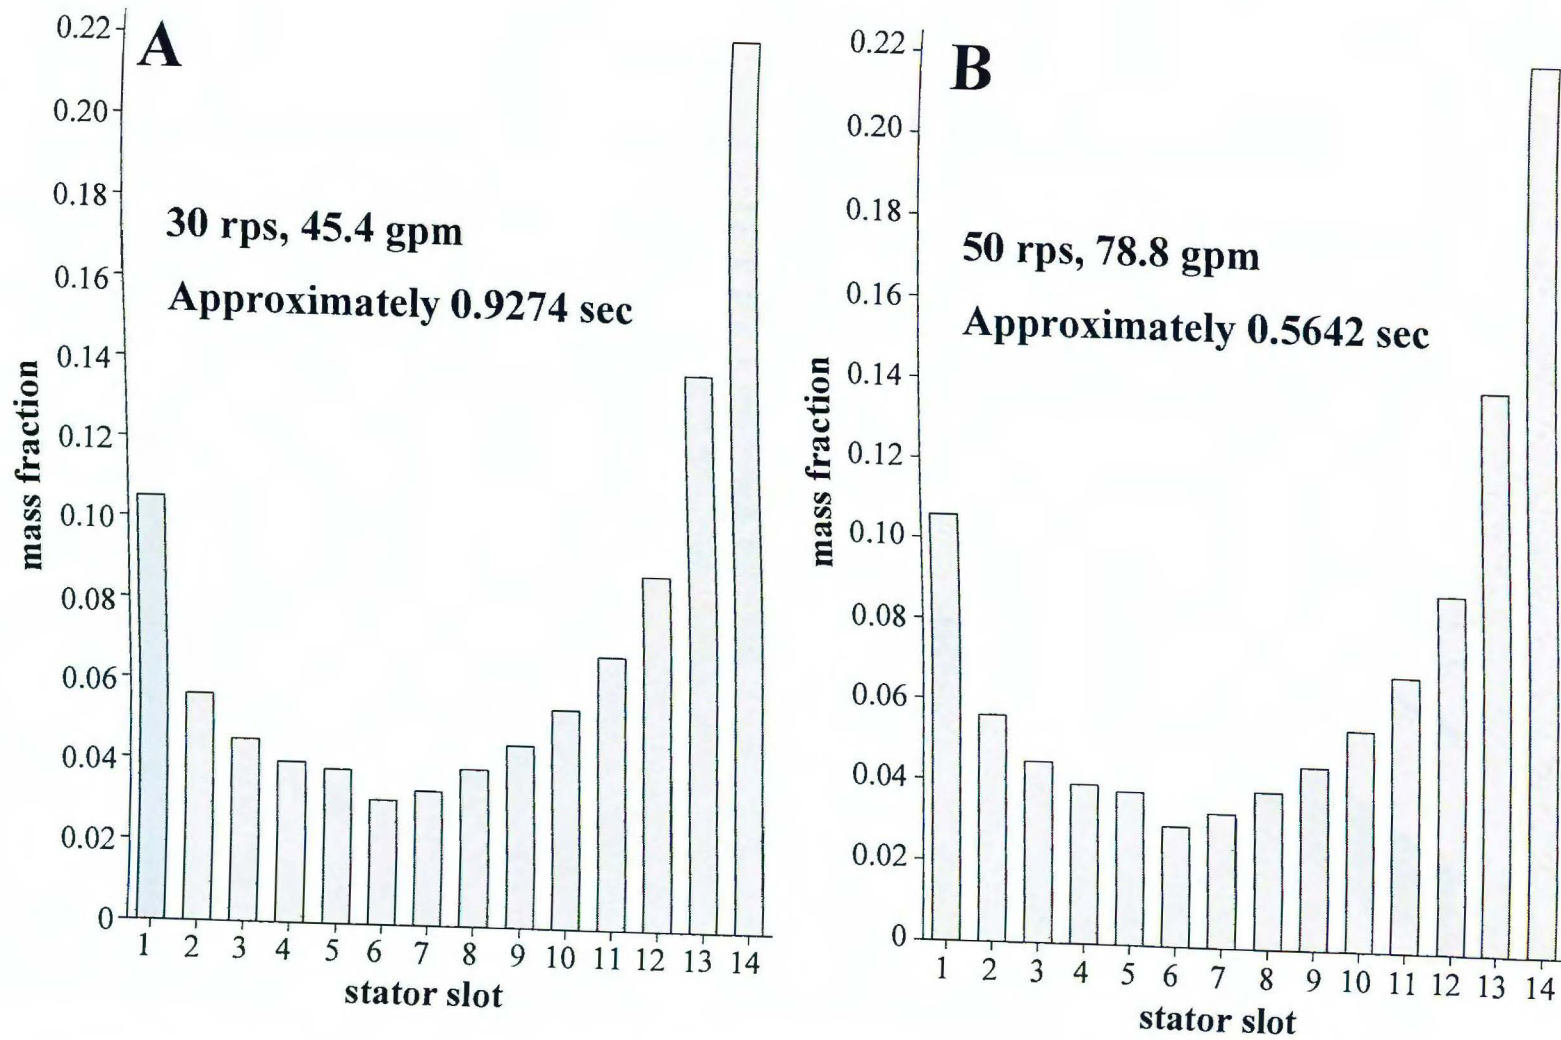 A
30 rps, 45.4 gpm
Approximately 0.9274 sec
mass fraction
0.22
0.20
0.18
0.16
0.14
0.12
0.10
0.08
0.06
0.04
0.02
0
1 2 3 4 5 6 7 8 9 10 11 12 13 14
stator slot
B
50 rps, 78.8 gpm
Approximately 0.5642 sec
mass fraction
0.22
0.20
0.18
0.16
0.14
0.12
0.10
0.08
0.06
0.04
0.02
0
1 2 3 4 5 6 7 8 9 10 11 12 13 14
stator slot